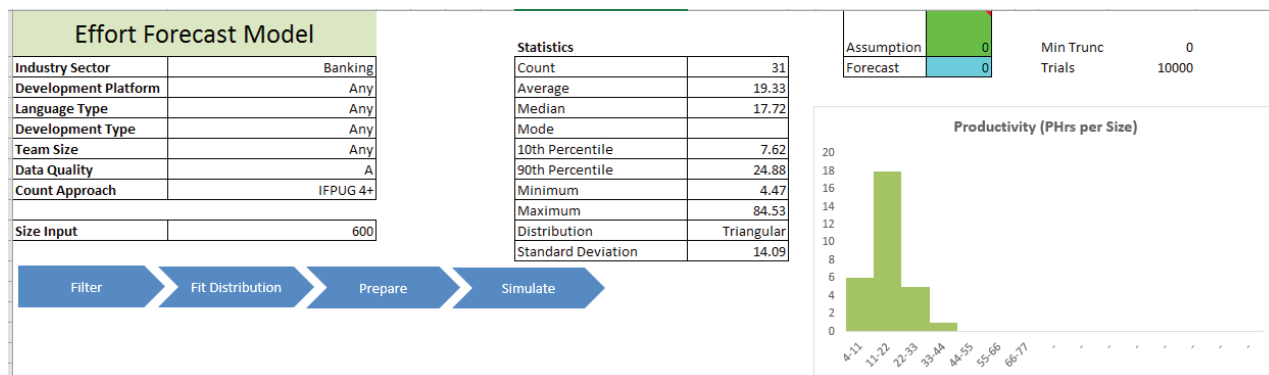 Effort Forecast Model
Industry Sector Banking
Development Platform Any
Language Type Any
Development Type Any
Team Size Any
Data Quality A
Count Approach IFPUG 4+
Size Input 600
Filter
Fit Distribution
Prepare
Simulate
Statistics
Count 31
Average 19.33
Median 17.72
Mode
10th Percentile 7.62
90th Percentile 24.88
Minimum 4.47
Maximum 84.53
Distribution Triangular
Standard Deviation 14.09
Assumption 0
Forecast 0
Min Trunc 0
Trials 10000
Productivity (PHrs per Size)
20
18
16
14
12
10
8
6
4
2
0
4-11 11-22 22-33 33-44 44-55 55-66 66-77 - - - - - - - -